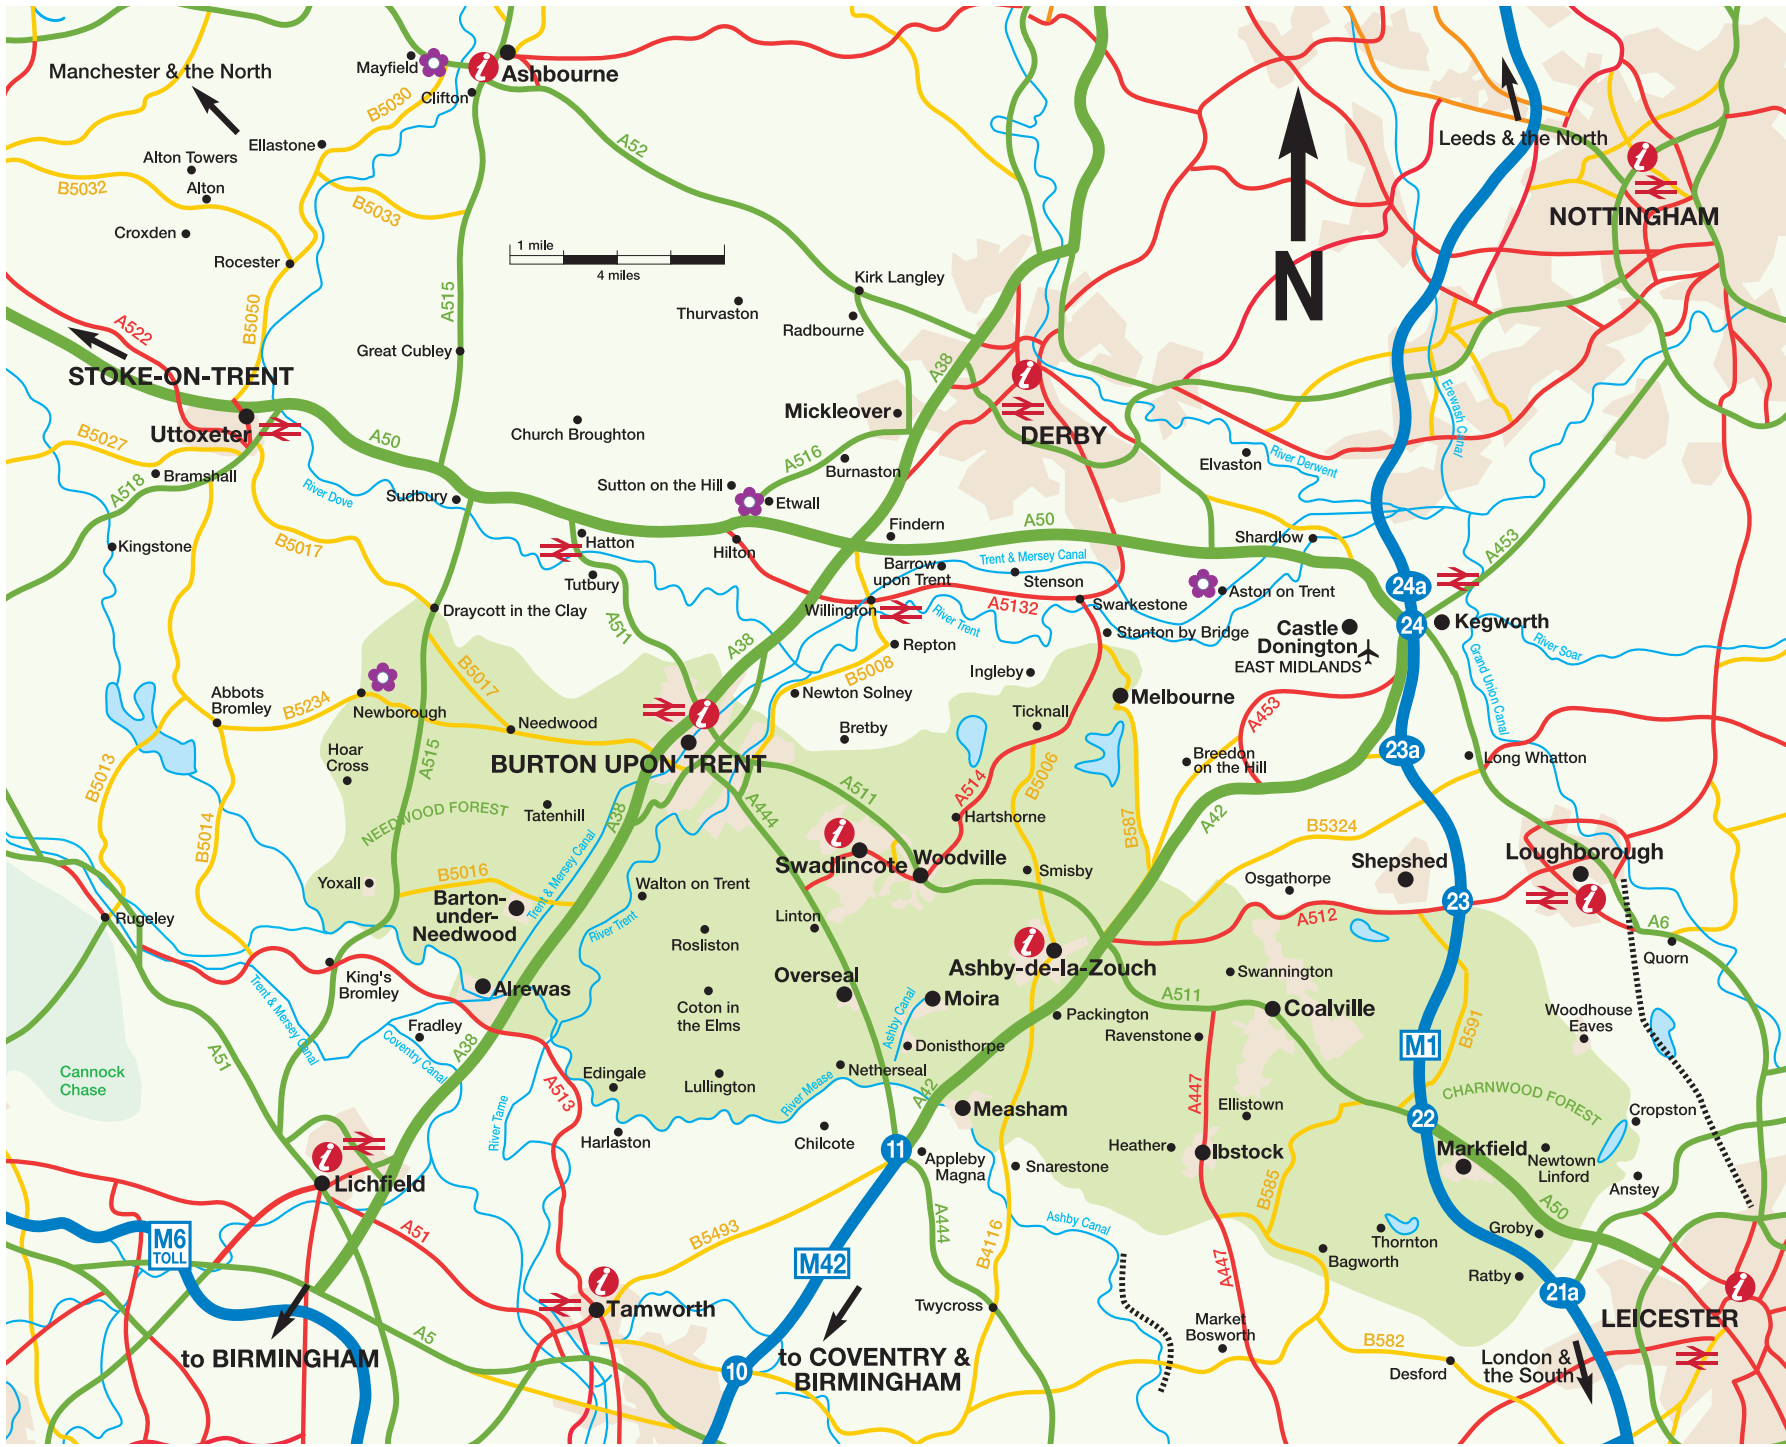 Mayfield
Ashbourne
Manchester & the North
Clifton
B5030
Leeds & the North
Ellastone
A52
Alton Towers
B5032
Alton
B5033
NOTTINGHAM
Croxden
1 mile
4 miles
Rocester
N
Kirk Langley
A515
B5050
Thurvaston
Radbourne
A522
Great Cubley
A38
STOKE-ON-TRENT
Mickleover
Erewash Canal
Uttoxeter
B5027
A50
Church Broughton
DERBY
A516
Burnaston
Elvaston
River Derwent
Bramshall
A518
River Dove
Sudbury
Sutton on the Hill
Etwall
Findern
A50
Shardlow
A453
Kingstone
B5017
Hatton
Hilton
Trent & Mersey Canal
Barrow
upon Trent
Stenson
24a
Tutbury
Aston on Trent
Draycott in the Clay
Willington
A5132
Swarkestone
River Trent
A511
A38
Castle
Donington
EAST MIDLANDS
24
Kegworth
Stanton by Bridge
Repton
River Soar
B5017
B5008
Ingleby
Grand Union Canal
Abbots
Bromley
B5234
Newborough
Newton Solney
Melbourne
Needwood
Ticknall
A453
Bretby
Hoar
Cross
A515
BURTON UPON TRENT
Breedon
on the Hill
23a
Long Whatton
B5013
A511
A514
B5006
NEEDWOOD FOREST
Tatenhill
A38
A444
Hartshorne
B587
A42
B5324
B5014
Trent & Mersey Canal
Swadlincote
Woodville
Shepshed
Loughborough
Yoxall
B5016
Walton on Trent
Smisby
Osgathorpe
Barton-
under-
Needwood
23
Rugeley
Linton
A512
A6
River Trent
Rosliston
Quorn
King's
Bromley
Alrewas
Overseal
Ashby-de-la-Zouch
Swannington
Trent & Mersey Canal
Moira
A511
Coalville
Coton in
the Elms
Ashby Canal
Packington
Woodhouse
Eaves
Fradley
Ravenstone
B591
M1
A51
Coventry Canal
A38
Donisthorpe
Cannock
Chase
Edingale
Lullington
Netherseal
A513
River Mease
A42
A447
CHARNWOOD FOREST
Measham
Ellistown
Cropston
River Tame
22
Harlaston
Chilcote
11
Heather
Ibstock
Markfield
Appleby
Magna
Snarestone
Newtown
Linford
Lichfield
B585
Anstey
A50
A51
B5493
A444
B4116
Ashby Canal
Groby
M6
TOLL
M42
A447
Thornton
Bagworth
Ratby
21a
Tamworth
Twycross
LEICESTER
A5
Market
Bosworth
B582
to BIRMINGHAM
to COVENTRY &
BIRMINGHAM
10
Desford
London &
the South